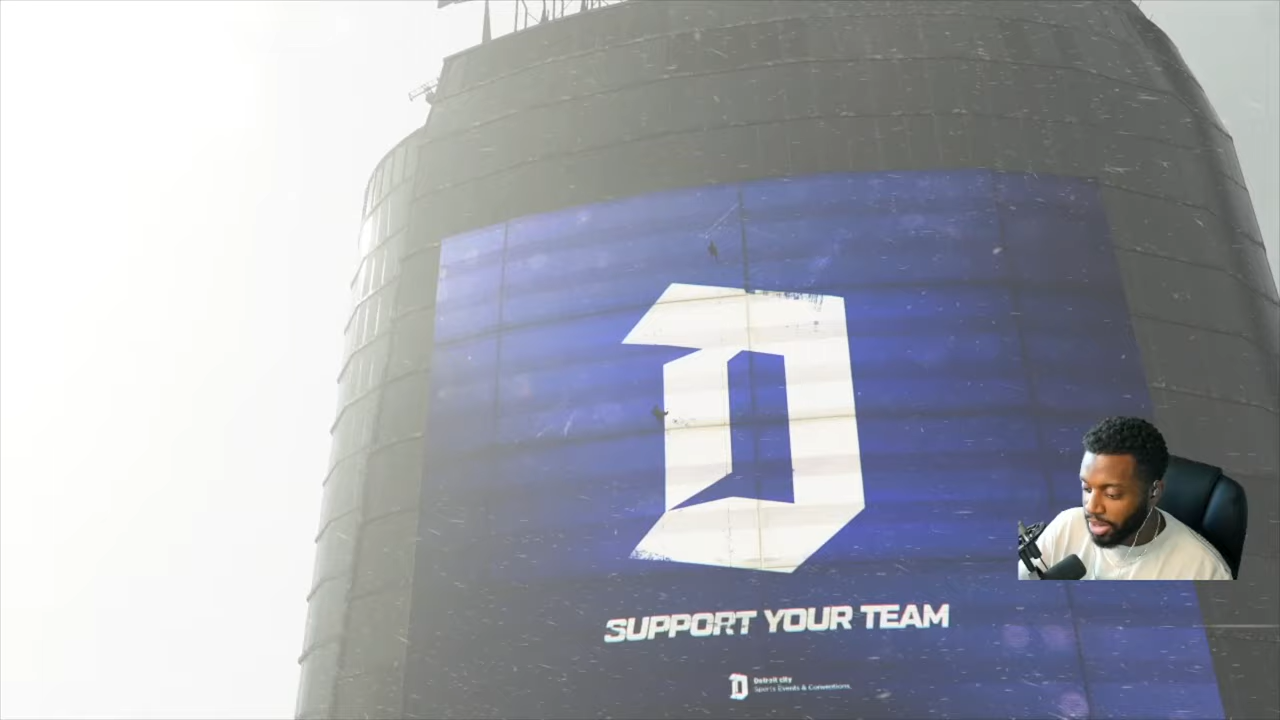 D
SUPPORT YOUR TEAM
D
Detroit city
Sports Events & Conventions.